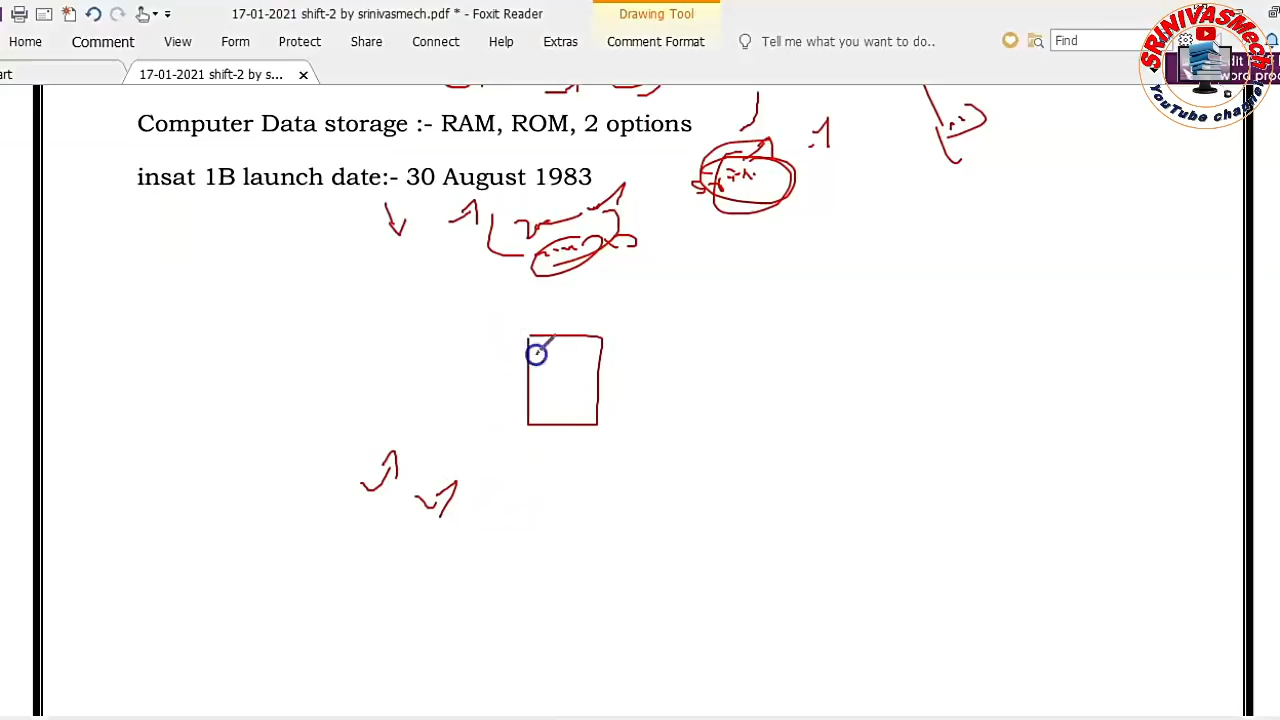 17-01-2021 shift-2 by srinivasmech.pdf * - Foxit Reader
Drawing Tool
Home Comment View Form Protect Share Connect Help Extras Comment Format Tell me what you want to do.. Find
art 17-01-2021 shift-2 by s... ×
SRINIVASMech
YouTube channel
Computer Data storage :- RAM, ROM, 2 options
insat 1B launch date:- 30 August 1983